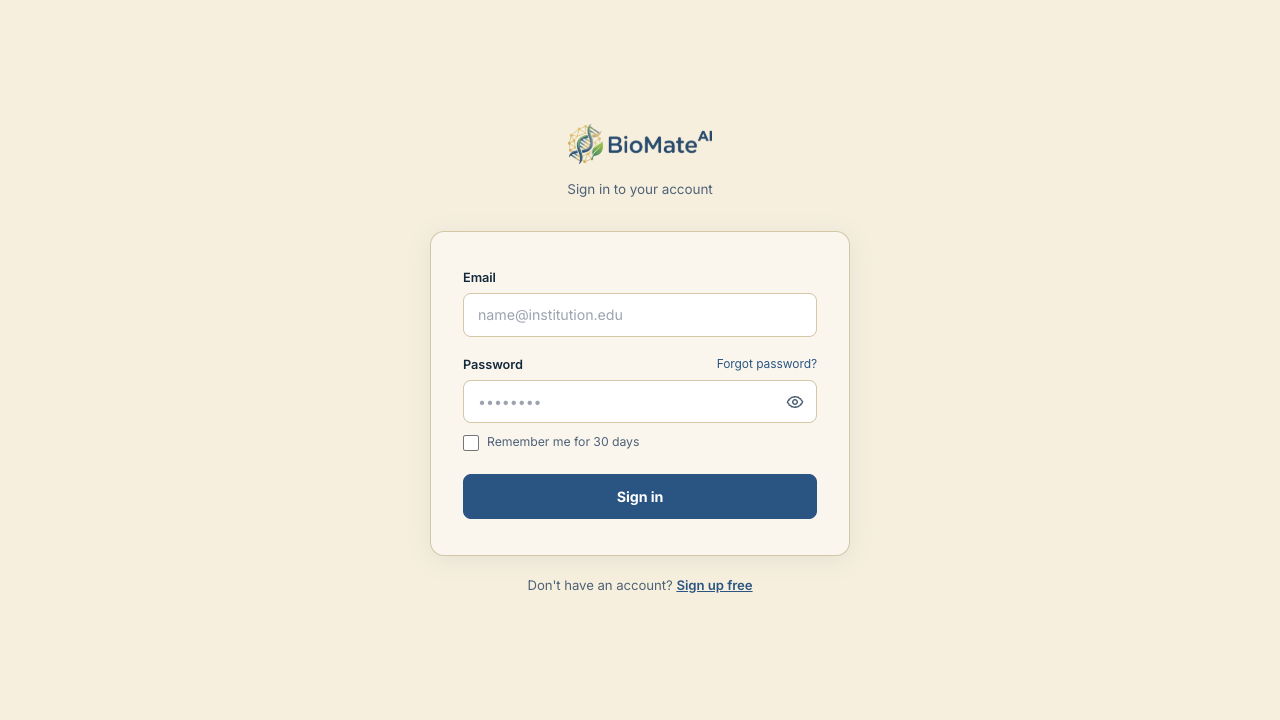 BioMate AI
Sign in to your account
Email
name@institution.edu
Password
Forgot password?
••••••••
Remember me for 30 days
Sign in
Don't have an account? Sign up free